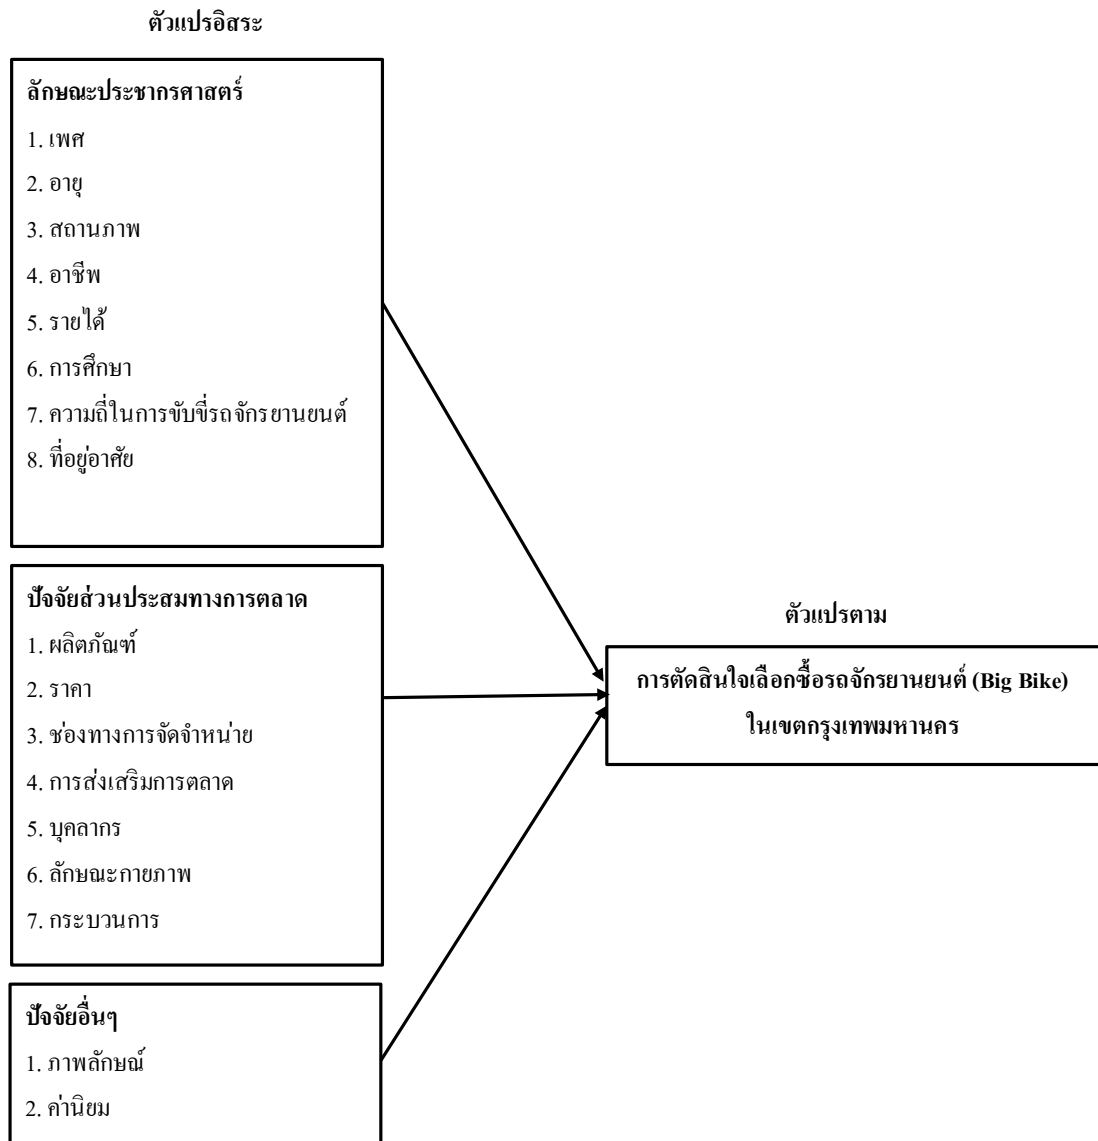 ตัวแปรอิสระ
ลักษณะประชากรศาสตร์
1. เพศ
2. อายุ
3. สถานภาพ
4. อาชีพ
5. รายได้
6. การศึกษา
7. ความถี่ในการขับขี่รถจักรยานยนต์
8. ที่อยู่อาศัย
ปัจจัยส่วนประสมทางการตลาด
1. ผลิตภัณฑ์
2. ราคา
3. ช่องทางการจัดจำหน่าย
4. การส่งเสริมการตลาด
5. บุคลากร
6. ลักษณะกายภาพ
7. กระบวนการ
ปัจจัยอื่นๆ
1. ภาพลักษณ์
2. ค่านิยม
ตัวแปรตาม
การตัดสินใจเลือกซื้อรถจักรยานยนต์ (Big Bike)
ในเขตกรุงเทพมหานคร